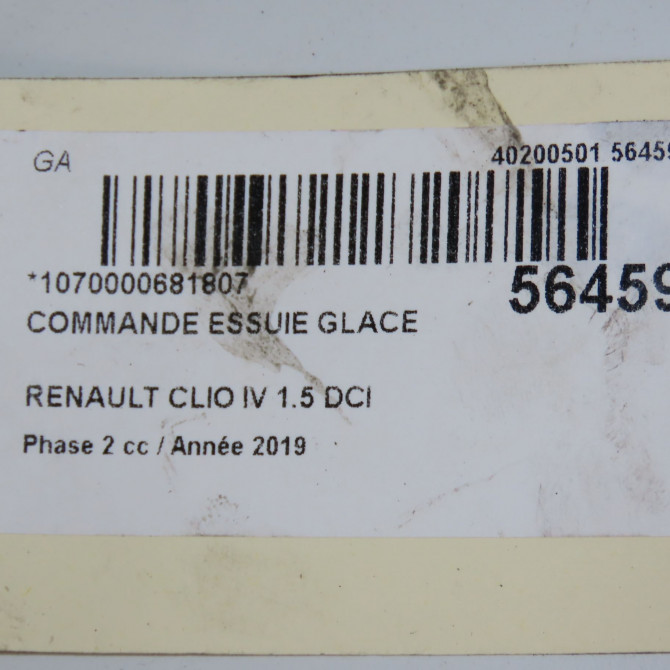 GA
40200501 56459
*1070000681807
56459
COMMANDE ESSUIE GLACE
RENAULT CLIO IV 1.5 DCI
Phase 2 cc / Année 2019